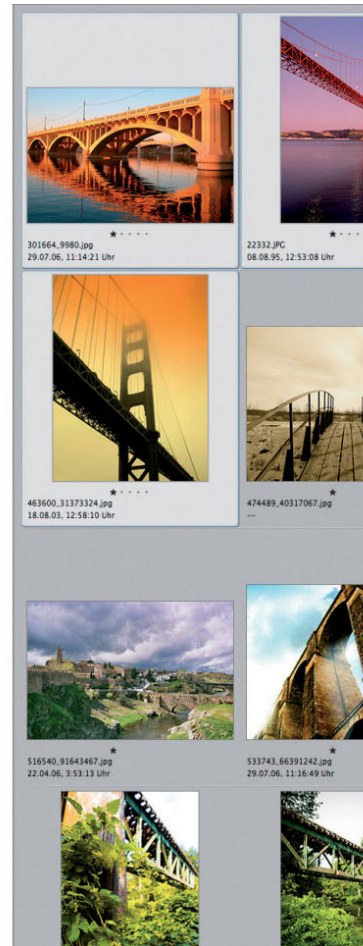 301664_9980.jpg
29.07.06, 11:14:21 Uhr
22332.JPG
08.08.95, 12:53:08 Uhr
463600_31373324.jpg
18.08.03, 12:58:10 Uhr
474489_40317067.jpg
--
516540_91643467.jpg
22.04.06, 3:53:13 Uhr
533743_66391242.jpg
29.07.06, 11:16:49 Uhr